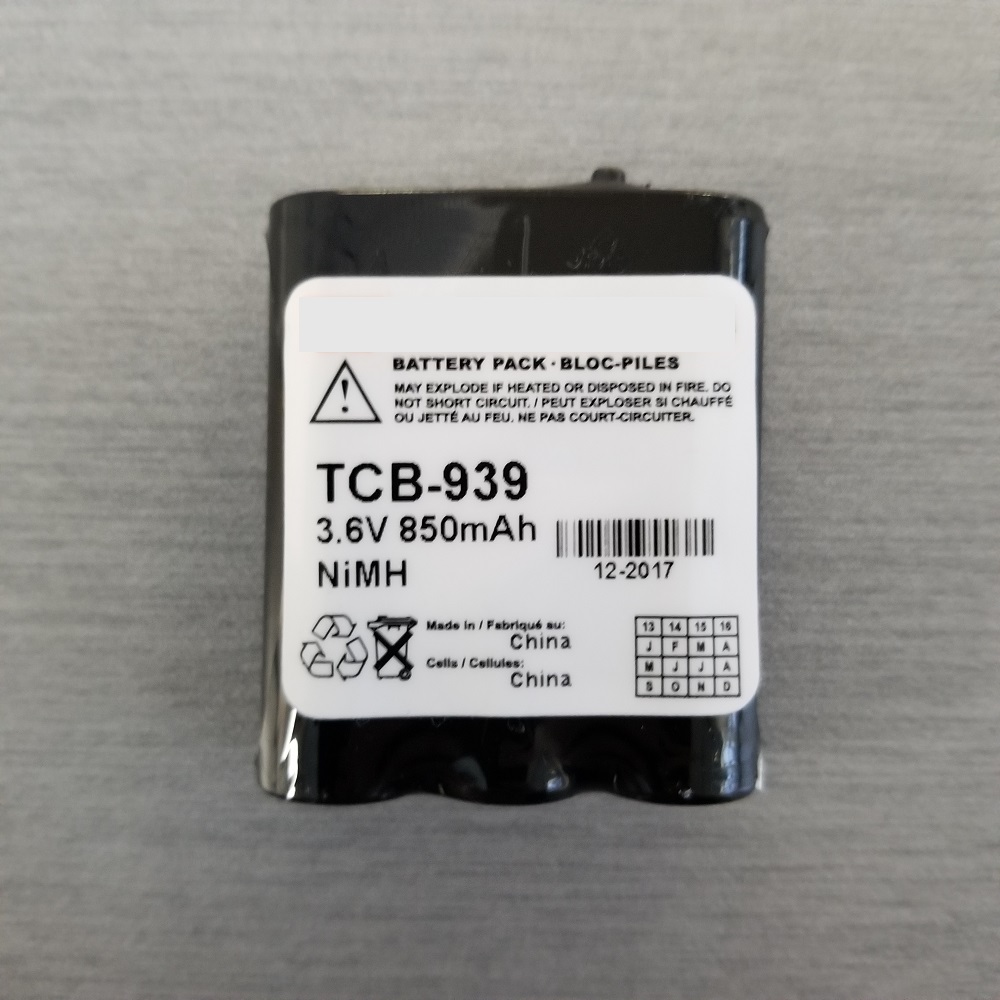 BATTERY PACK · BLOC-PILES
MAY EXPLODE IF HEATED OR DISPOSED IN FIRE. DO
NOT SHORT CIRCUIT. / PEUT EXPLOSER SI CHAUFFÉ
OU JETTÉ AU FEU. NE PAS COURT-CIRCUITER.
TCB-939
3.6V 850mAh
NiMH
12-2017
Made in / Fabriqué au:
China
Cells / Cellules:
China
13 14 15 16
J F M A
M J J A
S O N D